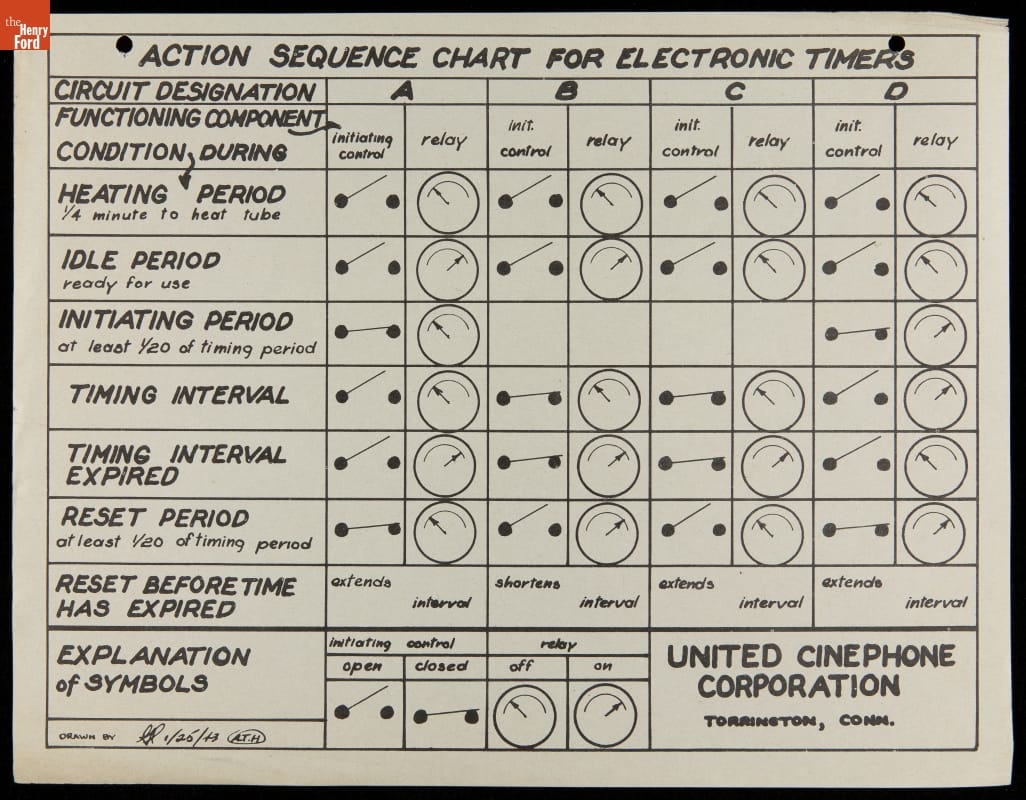 the
Henry
Ford
ACTION SEQUENCE CHART FOR ELECTRONIC TIMERS
CIRCUIT DESIGNATION A B C D
FUNCTIONING COMPONENT
CONDITION, DURING
initiating control relay init. control relay init. control relay init. control relay
HEATING PERIOD
1/4 minute to heat tube
IDLE PERIOD
ready for use
INITIATING PERIOD
at least 1/20 of timing period
TIMING INTERVAL
TIMING INTERVAL
EXPIRED
RESET PERIOD
at least 1/20 of timing period
RESET BEFORE TIME
HAS EXPIRED
extends interval shortens interval extends interval extends interval
EXPLANATION
of SYMBOLS
initiating control relay
open closed off on
UNITED CINEPHONE
CORPORATION
TORRINGTON, CONN.
DRAWN BY 1/25/43 A.T.H